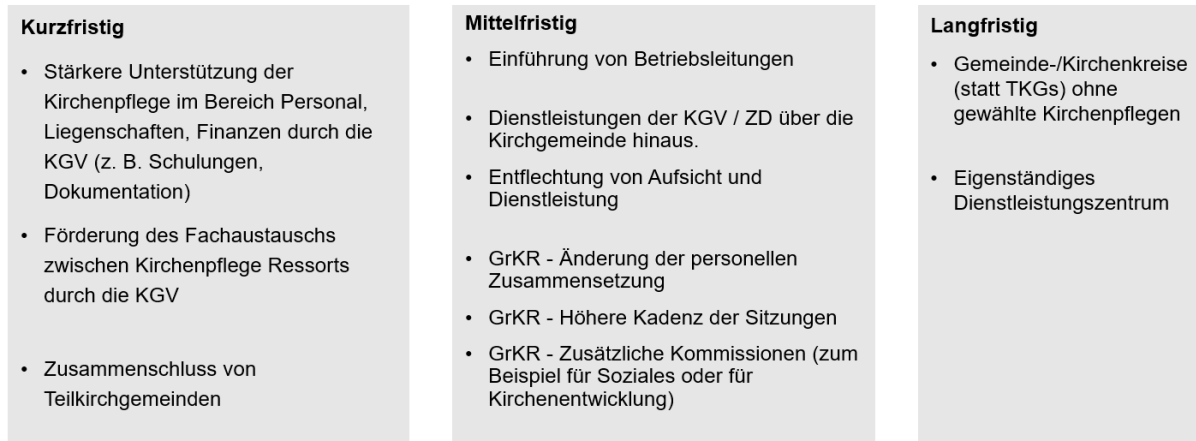 Kurzfristig
• Stärkere Unterstützung der
Kirchenpflege im Bereich Personal,
Liegenschaften, Finanzen durch die
KGV (z. B. Schulungen,
Dokumentation)
• Förderung des Fachaustauschs
zwischen Kirchenpflege Ressorts
durch die KGV
• Zusammenschluss von
Teilkirchgemeinden
Mittelfristig
• Einführung von Betriebsleitungen
• Dienstleistungen der KGV / ZD über die
Kirchgemeinde hinaus.
• Entflechtung von Aufsicht und
Dienstleistung
• GrKR - Änderung der personellen
Zusammensetzung
• GrKR - Höhere Kadenz der Sitzungen
• GrKR - Zusätzliche Kommissionen (zum
Beispiel für Soziales oder für
Kirchenentwicklung)
Langfristig
• Gemeinde-/Kirchenkreise
(statt TKGs) ohne
gewählte Kirchenpflegen
• Eigenständiges
Dienstleistungszentrum